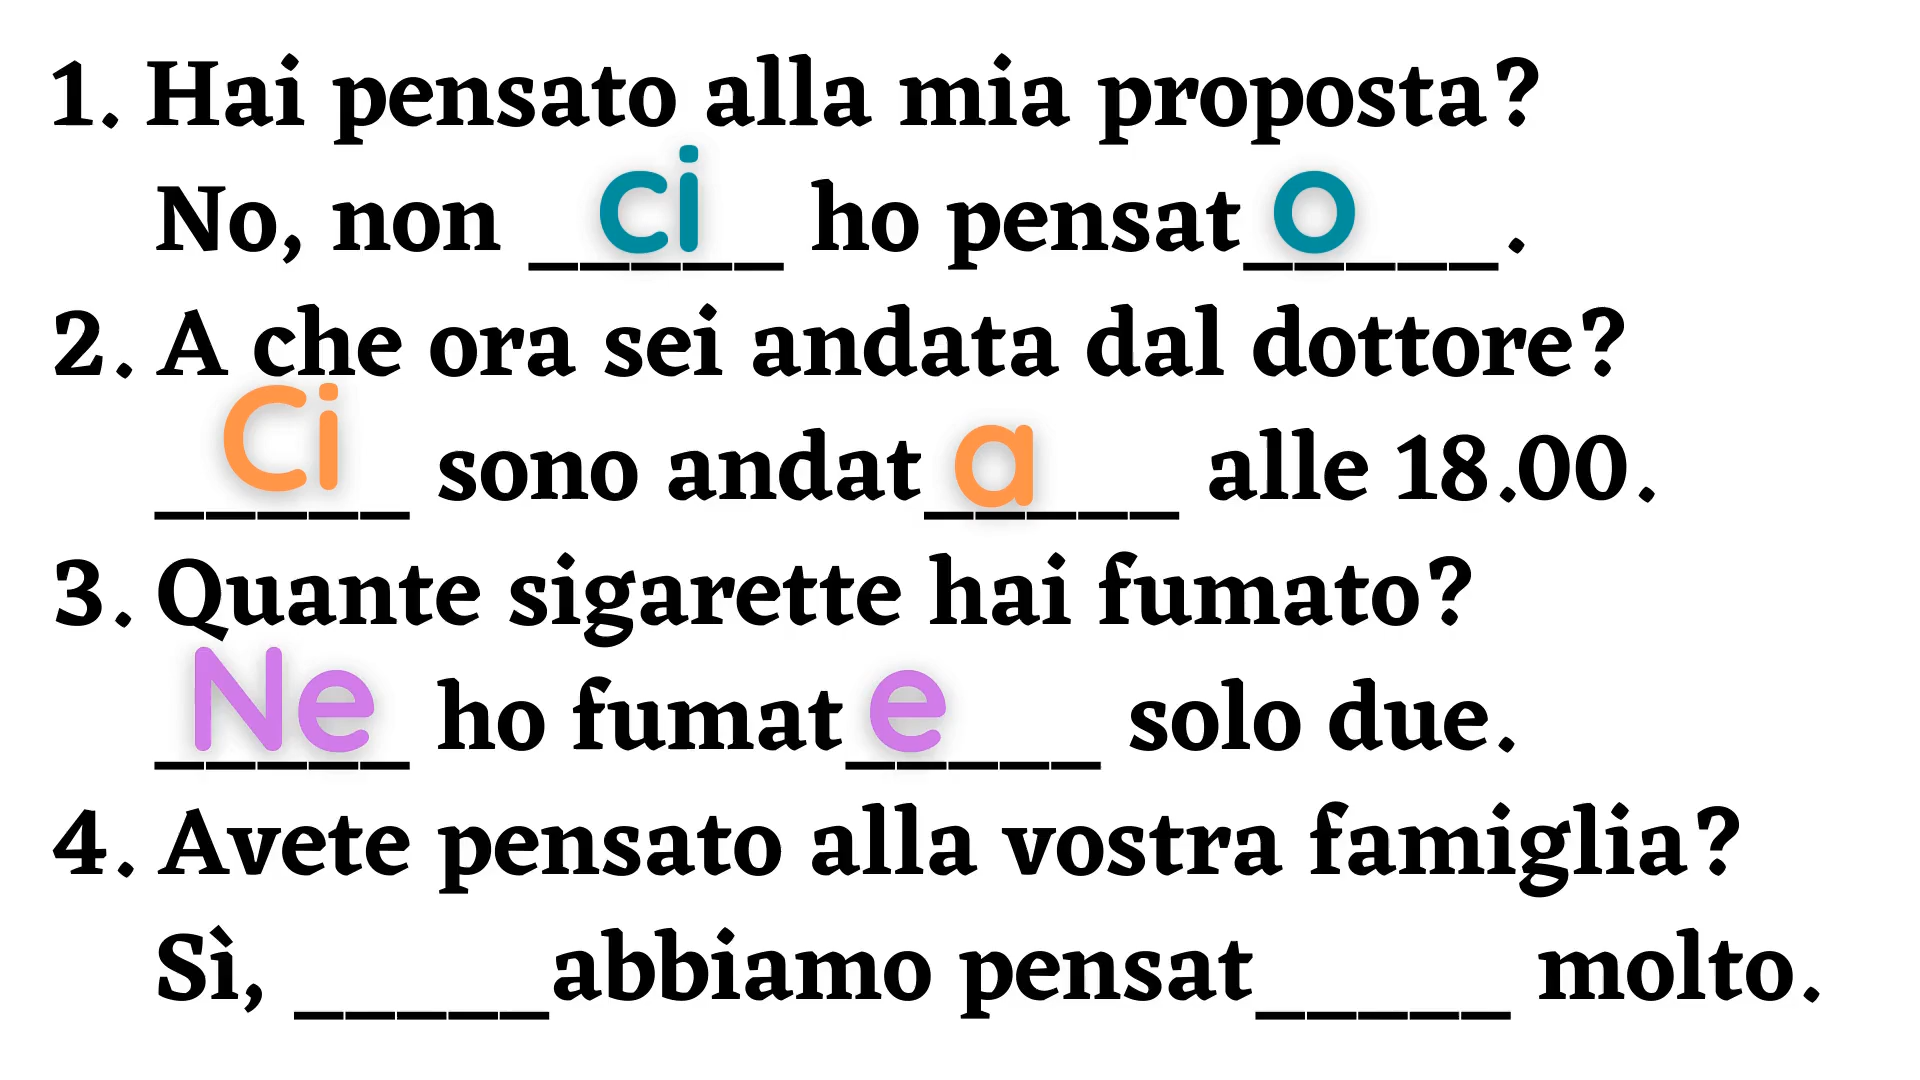 1. Hai pensato alla mia proposta?
No, non ci ho pensato.
2. A che ora sei andata dal dottore?
Ci sono andata alle 18.00.
3. Quante sigarette hai fumato?
Ne ho fumate solo due.
4. Avete pensato alla vostra famiglia?
Sì, _____abbiamo pensat_____ molto.